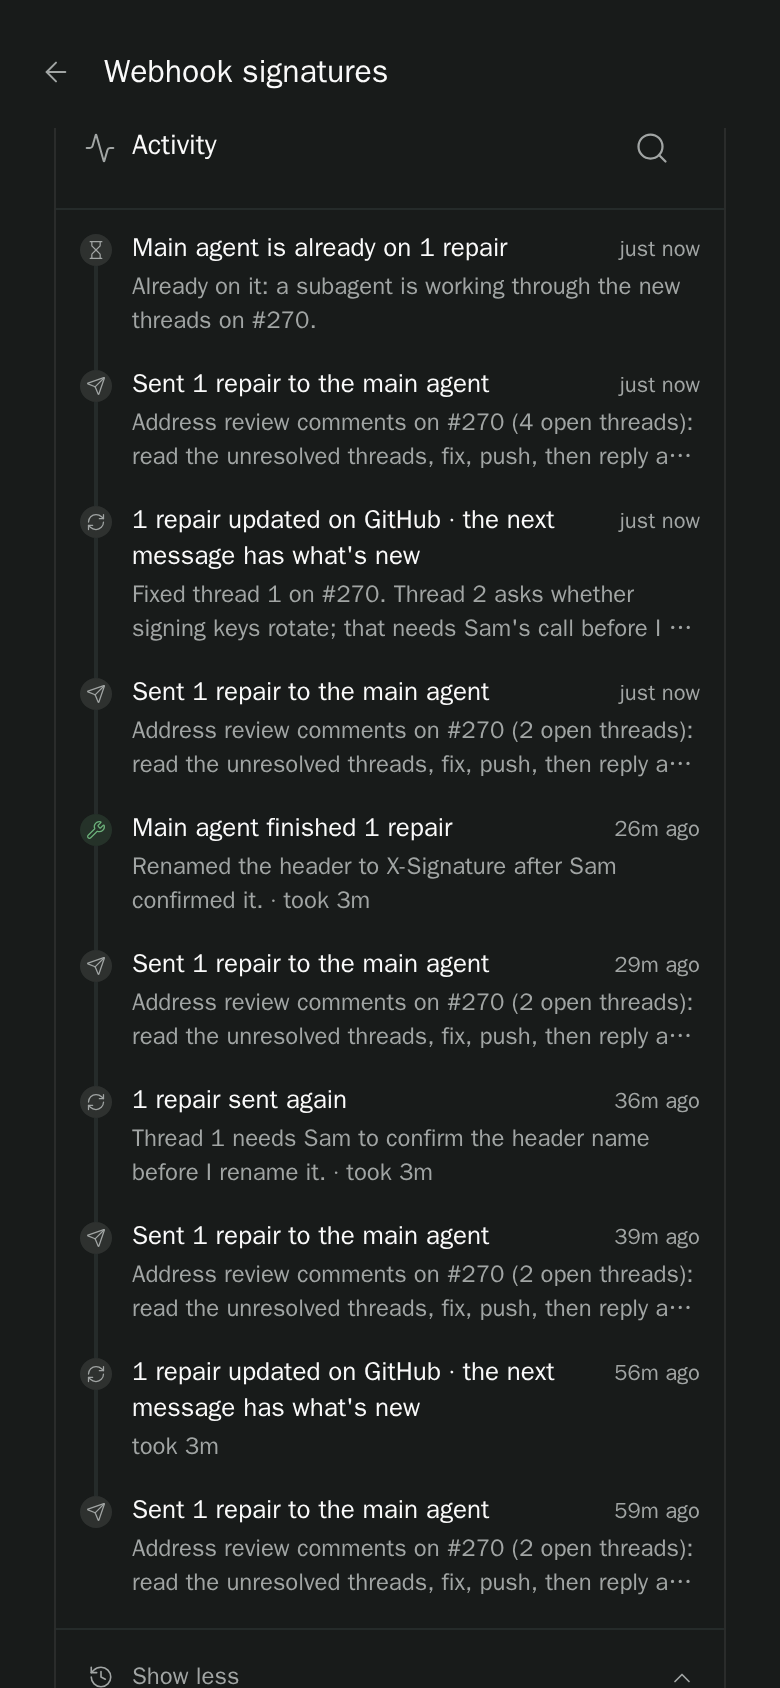 Webhook signatures
Activity
Main agent is already on 1 repair
just now
Already on it: a subagent is working through the new
threads on #270.
Sent 1 repair to the main agent
just now
Address review comments on #270 (4 open threads):
read the unresolved threads, fix, push, then reply a···
1 repair updated on GitHub · the next
just now
message has what's new
Fixed thread 1 on #270. Thread 2 asks whether
signing keys rotate; that needs Sam's call before I ···
Sent 1 repair to the main agent
just now
Address review comments on #270 (2 open threads):
read the unresolved threads, fix, push, then reply a···
Main agent finished 1 repair
26m ago
Renamed the header to X-Signature after Sam
confirmed it. · took 3m
Sent 1 repair to the main agent
29m ago
Address review comments on #270 (2 open threads):
read the unresolved threads, fix, push, then reply a···
1 repair sent again
36m ago
Thread 1 needs Sam to confirm the header name
before I rename it. · took 3m
Sent 1 repair to the main agent
39m ago
Address review comments on #270 (2 open threads):
read the unresolved threads, fix, push, then reply a···
1 repair updated on GitHub · the next
56m ago
message has what's new
took 3m
Sent 1 repair to the main agent
59m ago
Address review comments on #270 (2 open threads):
read the unresolved threads, fix, push, then reply a···
Show less